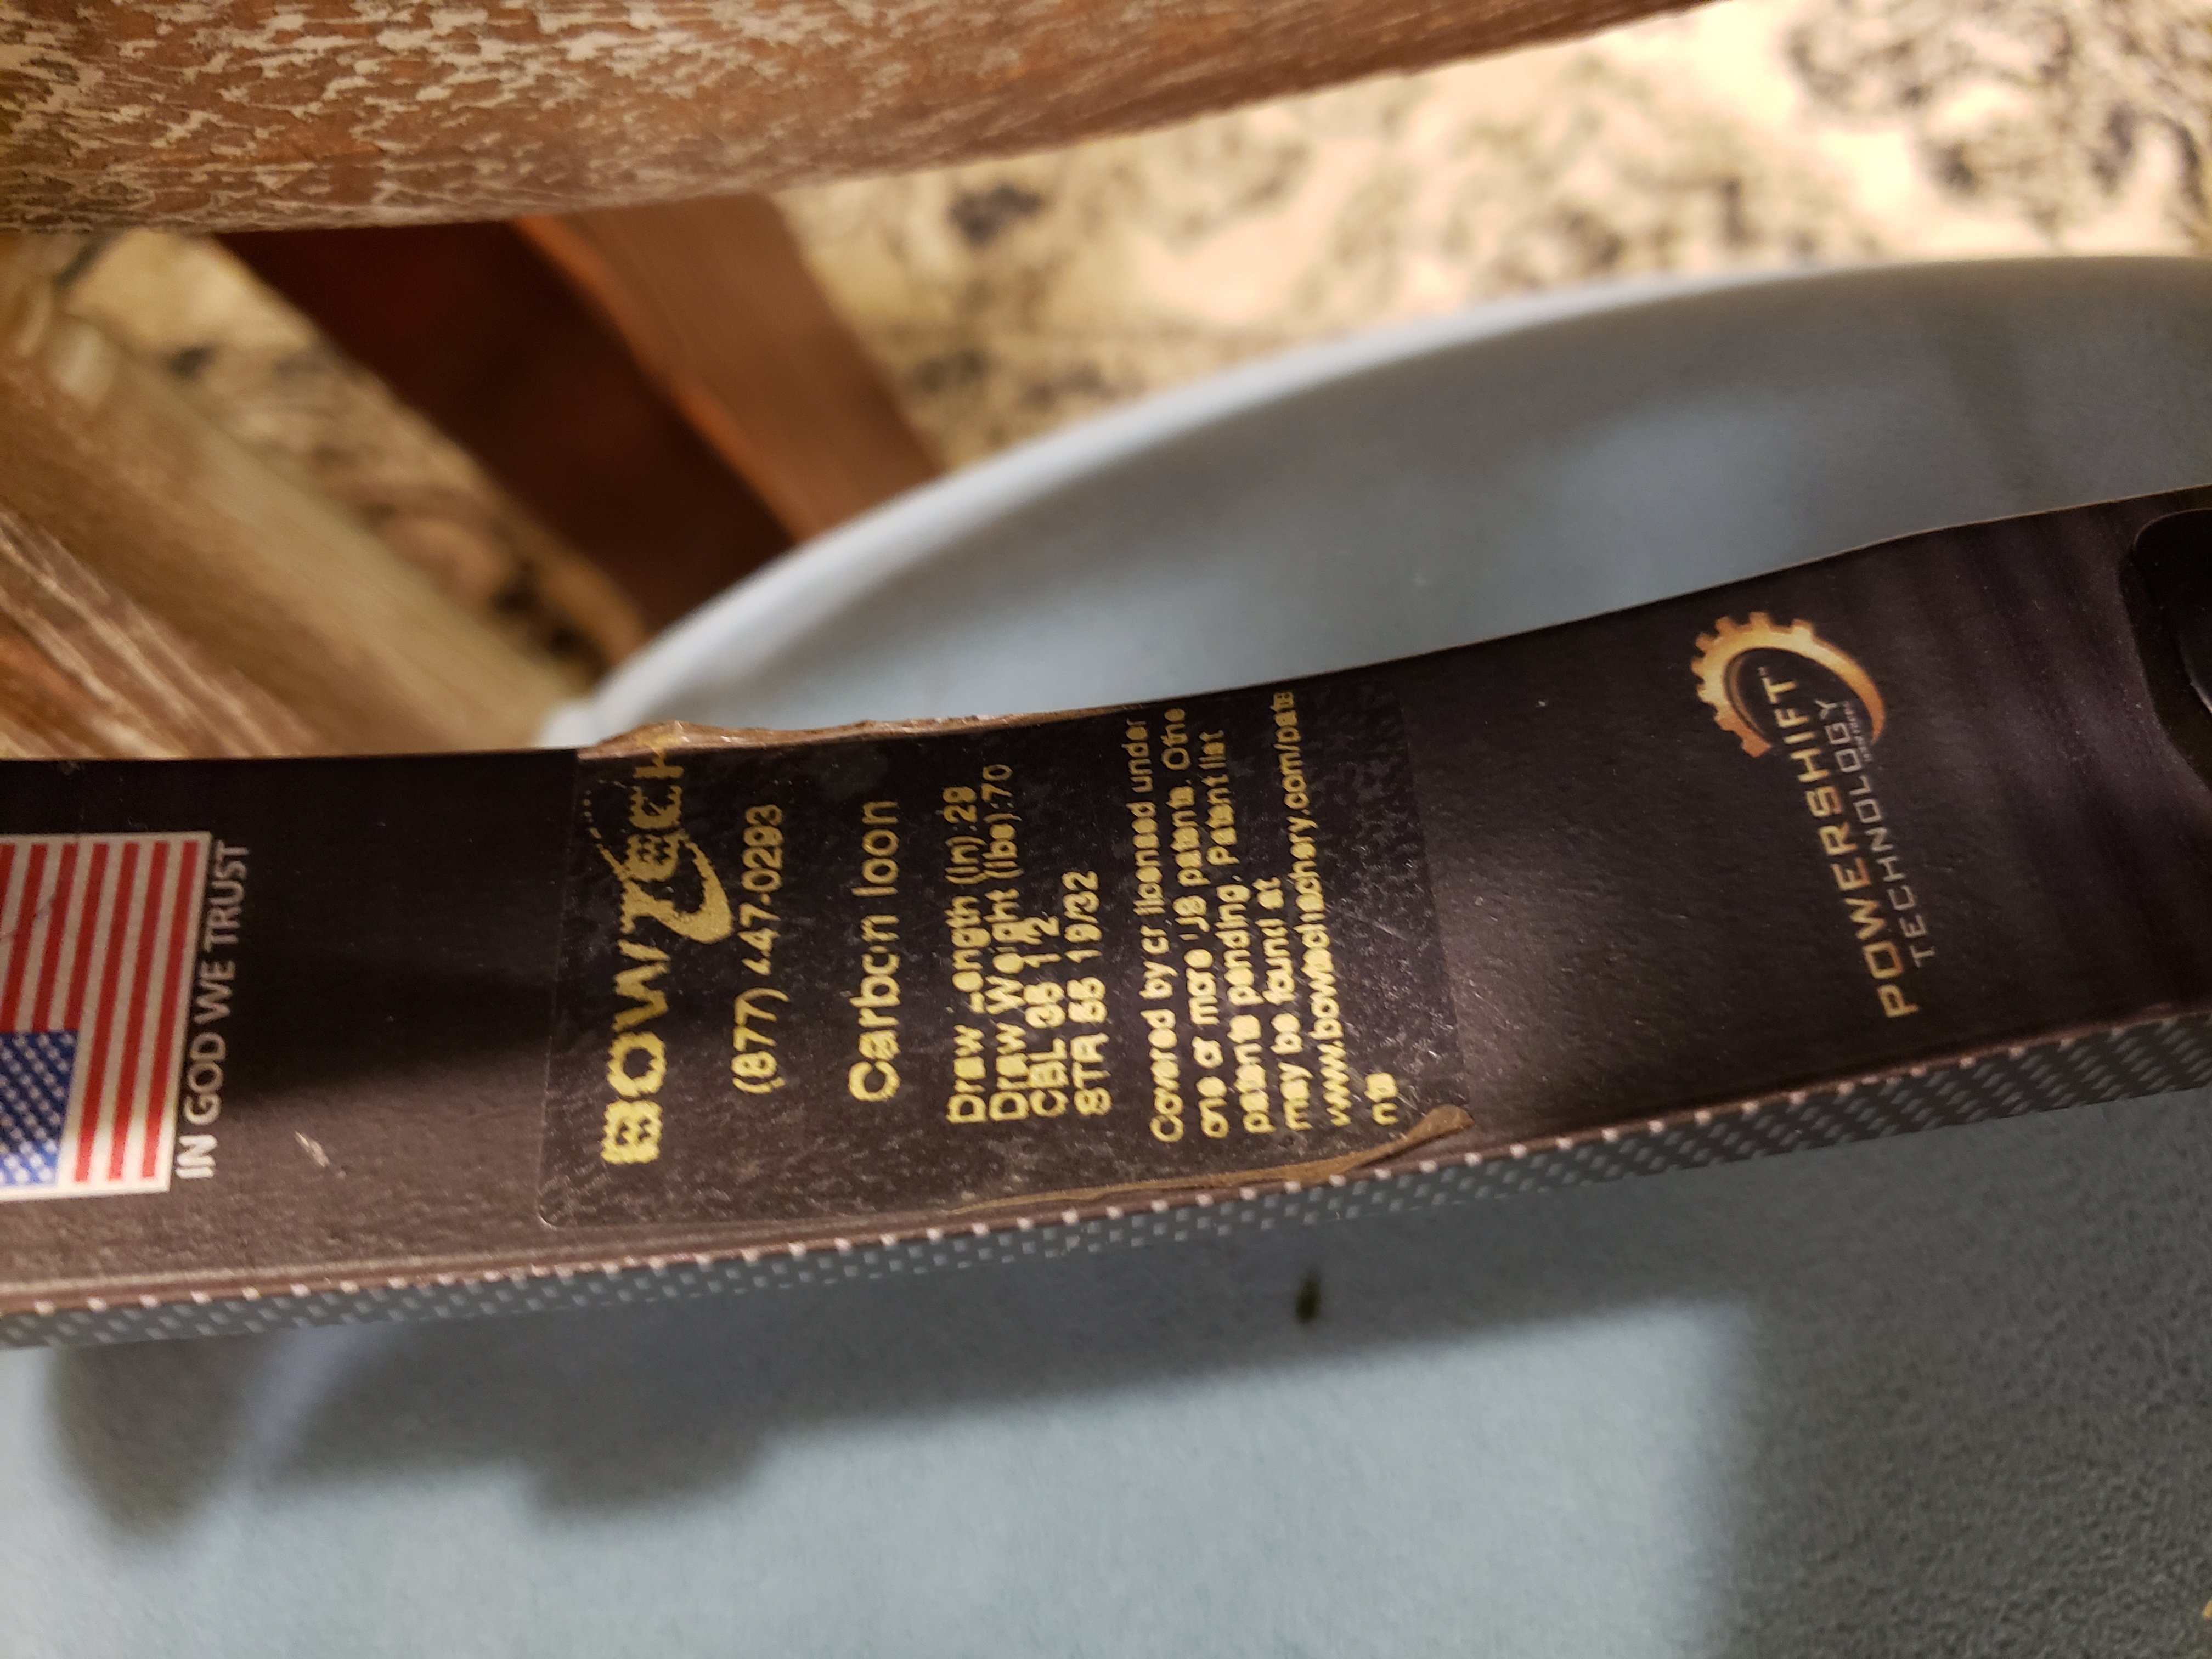 IN GOD WE TRUST
BOWTECH
(877) 447-0293
Carbon Icon
Draw Length (in):29
Draw Weight (lbs):70
CBL 35 1/2
STR 55 19/32
Covered by or licensed under
one or more US patents. Othe
patents pending. Patent list
may be found at
www.bowtecharchery.com/pate
nts
POWERSHIFT™
TECHNOLOGY